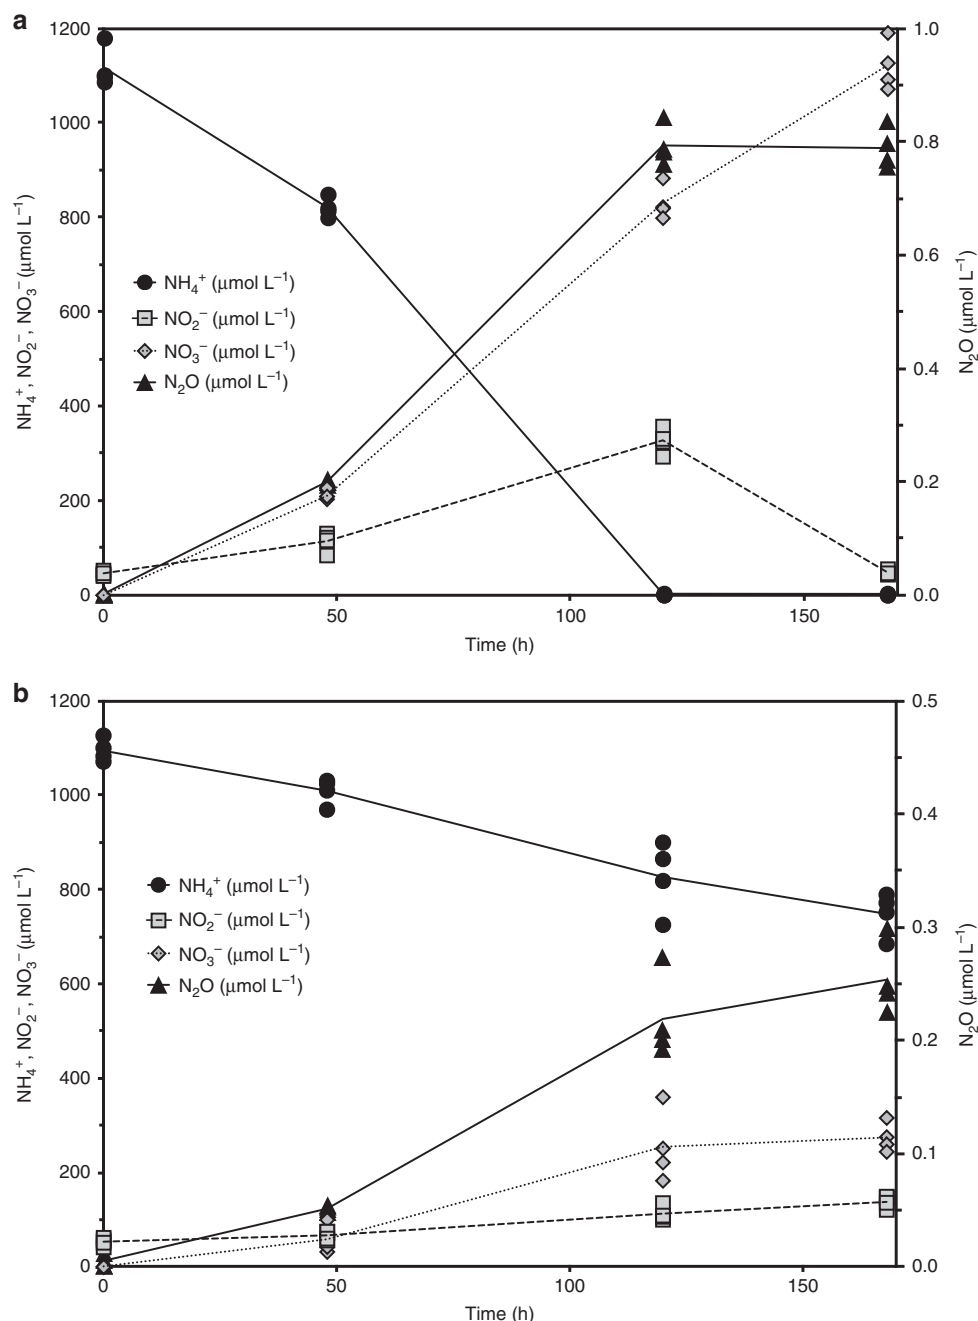 a
1200
1000
800
600
400
200
0
NH₄⁺, NO₂⁻, NO₃⁻ (μmol L⁻¹)
NH₄⁺ (μmol L⁻¹)
NO₂⁻ (μmol L⁻¹)
NO₃⁻ (μmol L⁻¹)
N₂O (μmol L⁻¹)
1.0
0.8
0.6
0.4
0.2
0.0
N₂O (μmol L⁻¹)
0 50 100 150
Time (h)
b
1200
1000
800
600
400
200
0
NH₄⁺, NO₂⁻, NO₃⁻ (μmol L⁻¹)
NH₄⁺ (μmol L⁻¹)
NO₂⁻ (μmol L⁻¹)
NO₃⁻ (μmol L⁻¹)
N₂O (μmol L⁻¹)
0.5
0.4
0.3
0.2
0.1
0.0
N₂O (μmol L⁻¹)
0 50 100 150
Time (h)